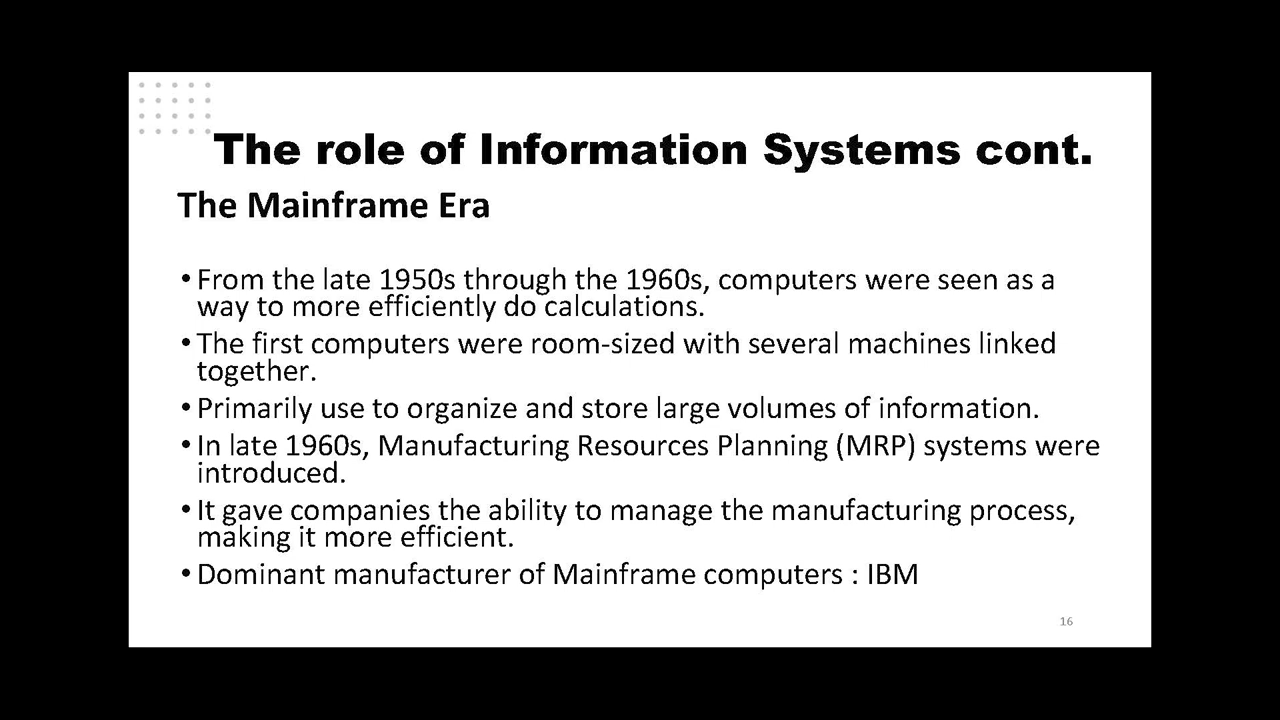 The role of Information Systems cont.
The Mainframe Era
•From the late 1950s through the 1960s, computers were seen as a
way to more efficiently do calculations.
•The first computers were room-sized with several machines linked
together.
•Primarily use to organize and store large volumes of information.
•In late 1960s, Manufacturing Resources Planning (MRP) systems were
introduced.
•It gave companies the ability to manage the manufacturing process,
making it more efficient.
•Dominant manufacturer of Mainframe computers : IBM
16